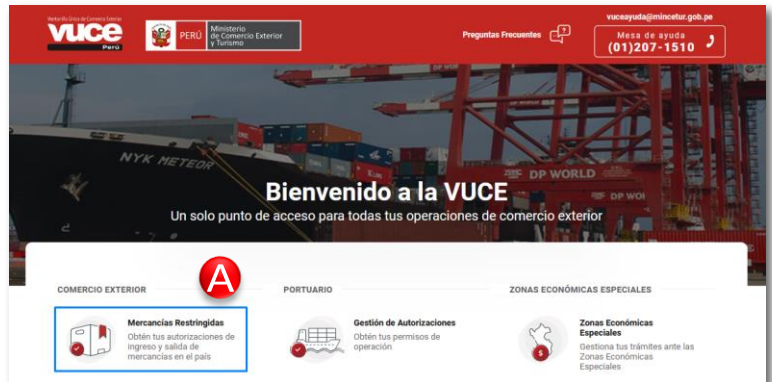 Ventanilla Única de Comercio Exterior
vuce
Perú
PERÚ
Ministerio
de Comercio Exterior
y Turismo
Preguntas Frecuentes
?
vuceayuda@mincetur.gob.pe
Mesa de ayuda
(01)207-1510
NYK METEOR
DP WORLD
DP WOR
Bienvenido a la VUCE
Un solo punto de acceso para todas tus operaciones de comercio exterior
A
COMERCIO EXTERIOR
PORTUARIO
ZONAS ECONÓMICAS ESPECIALES
Mercancías Restringidas
Obtén tus autorizaciones de
ingreso y salida de
mercancías en el país
Gestión de Autorizaciones
Obtén tus permisos de
operación
$
Zonas Económicas
Especiales
Gestiona tus trámites ante las
Zonas Económicas
Especiales